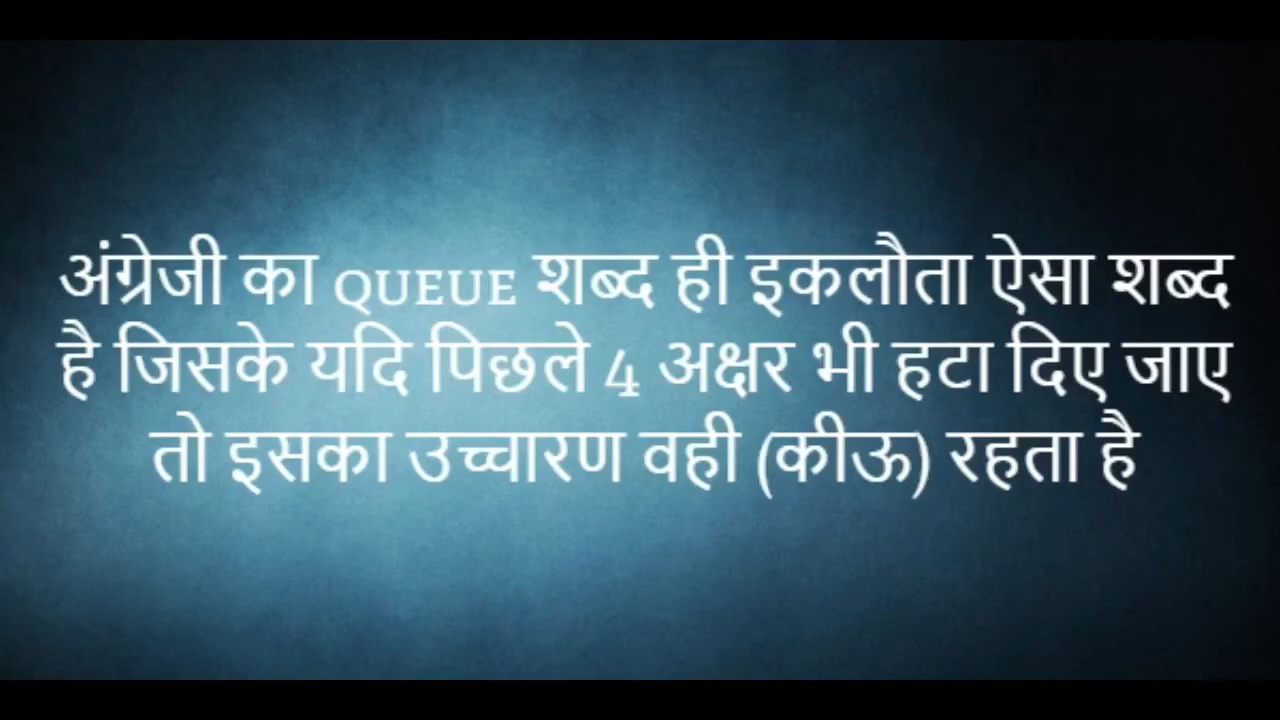 अंग्रेजी का QUEUE शब्द ही इकलौता ऐसा शब्द
है जिसके यदि पिछले 4 अक्षर भी हटा दिए जाए
तो इसका उच्चारण वही (कीऊ) रहता है